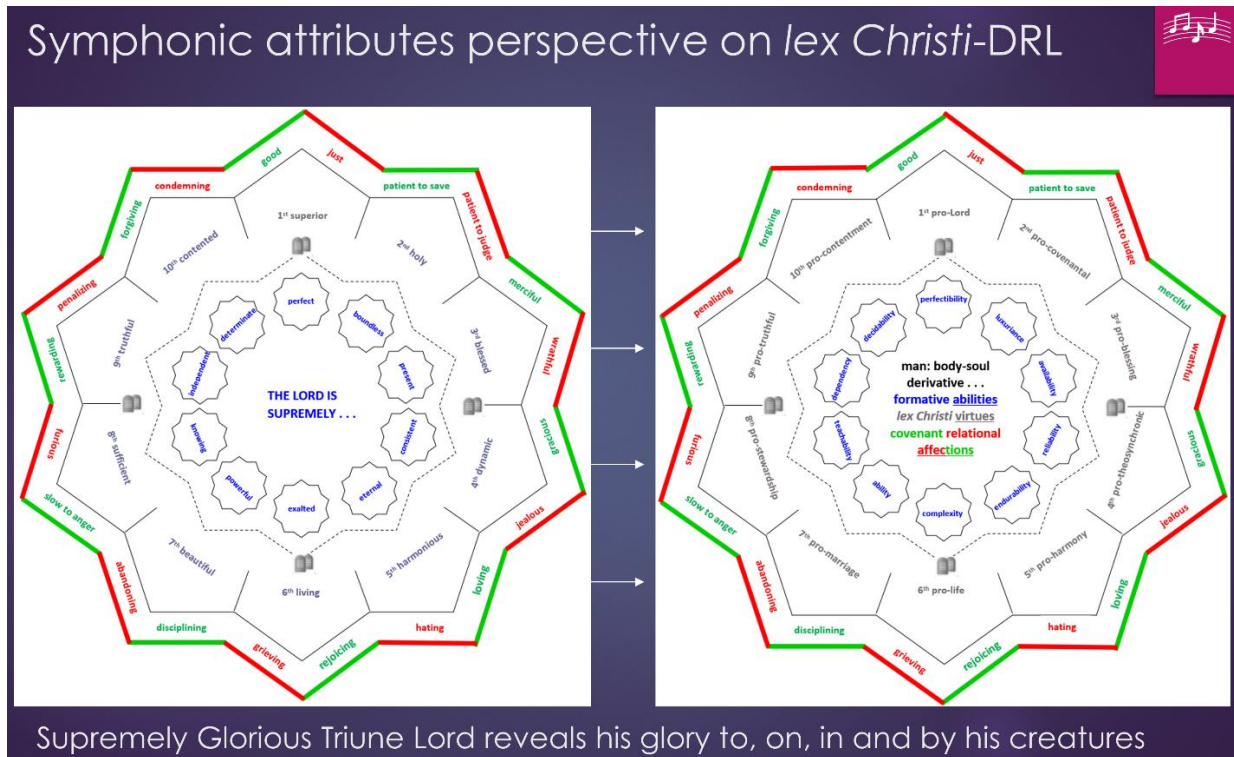 Symphonic attributes perspective on lex Christi-DRL
good
just
patient to save
patient to judge
merciful
wrathful
gracious
jealous
loving
hating
rejoicing
grieving
disciplining
abandoning
slow to anger
furious
rewarding
penalizing
forgiving
condemning
1st superior
2nd holy
3rd blessed
4th dynamic
5th harmonious
6th living
7th beautiful
8th sufficient
9th truthful
10th contented
perfect
boundless
present
consistent
eternal
exalted
powerful
knowing
independent
determinate
THE LORD IS
SUPREMELY . . .
good
just
patient to save
patient to judge
merciful
wrathful
gracious
jealous
loving
hating
rejoicing
grieving
disciplining
abandoning
slow to anger
furious
rewarding
penalizing
forgiving
condemning
1st pro-Lord
2nd pro-covenantal
3rd pro-blessing
4th pro-theosynchronic
5th pro-harmony
6th pro-life
7th pro-marriage
8th pro-stewardship
9th pro-truthful
10th pro-contentment
perfectibility
luxuriance
availability
reliability
endurability
complexity
ability
teachability
dependency
decidability
man: body-soul
derivative . . .
formative abilities
lex Christi virtues
covenant relational
affections
Supremely Glorious Triune Lord reveals his glory to, on, in and by his creatures